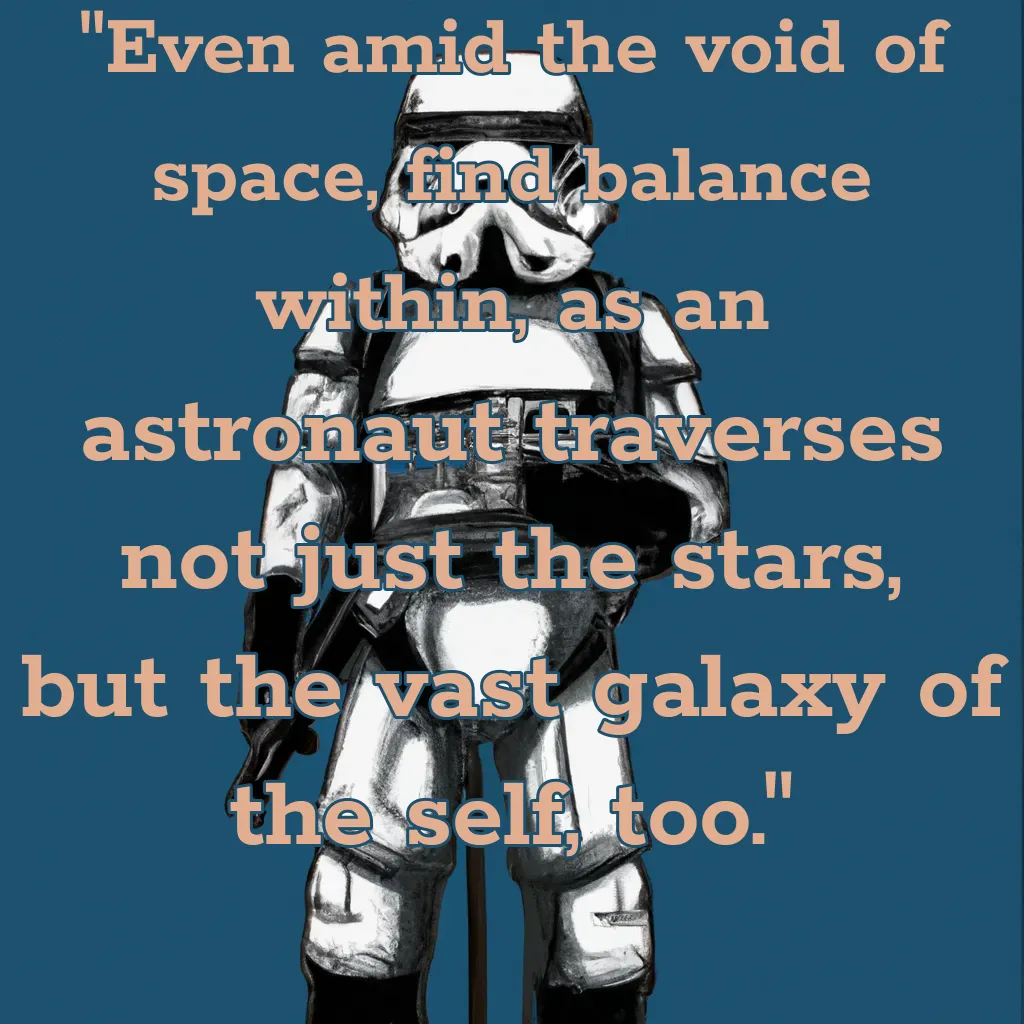 "Even amid the void of
space, find balance
within, as an
astronaut traverses
not just the stars,
but the vast galaxy of
the self, too."